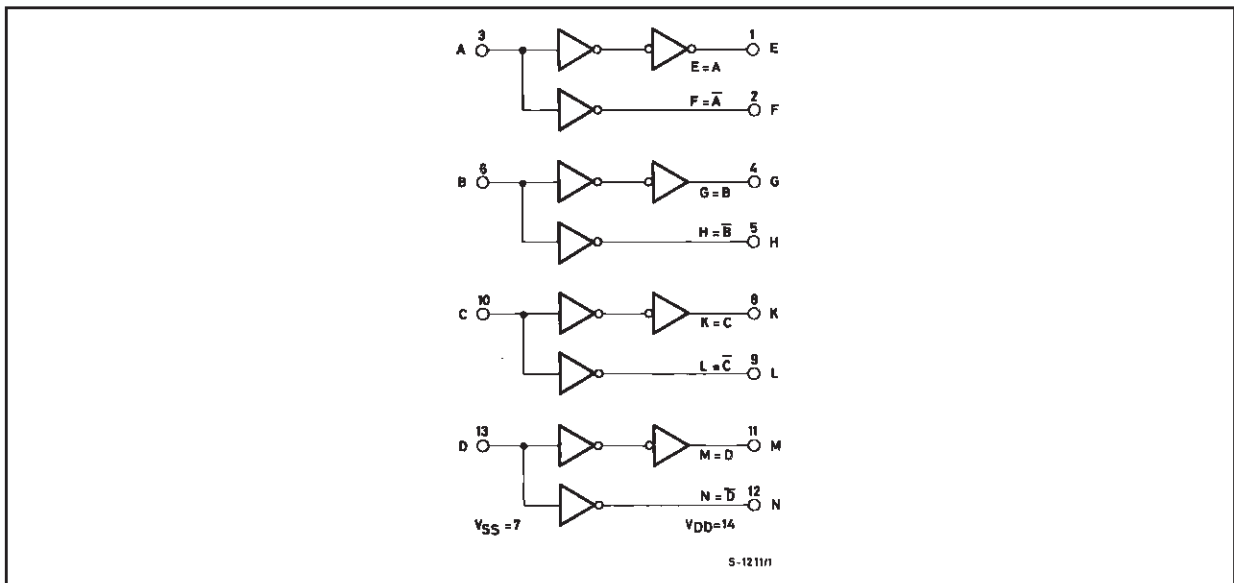 3 1
A E
E = A
2
F = A̅ F
6 4
B G
G = B
5
H = B̅ H
10 8
C K
K = C
9
L = C̅ L
13 11
D M
M = D
12
N = D̅ N
VSS = 7 VDD = 14
S-1211/1